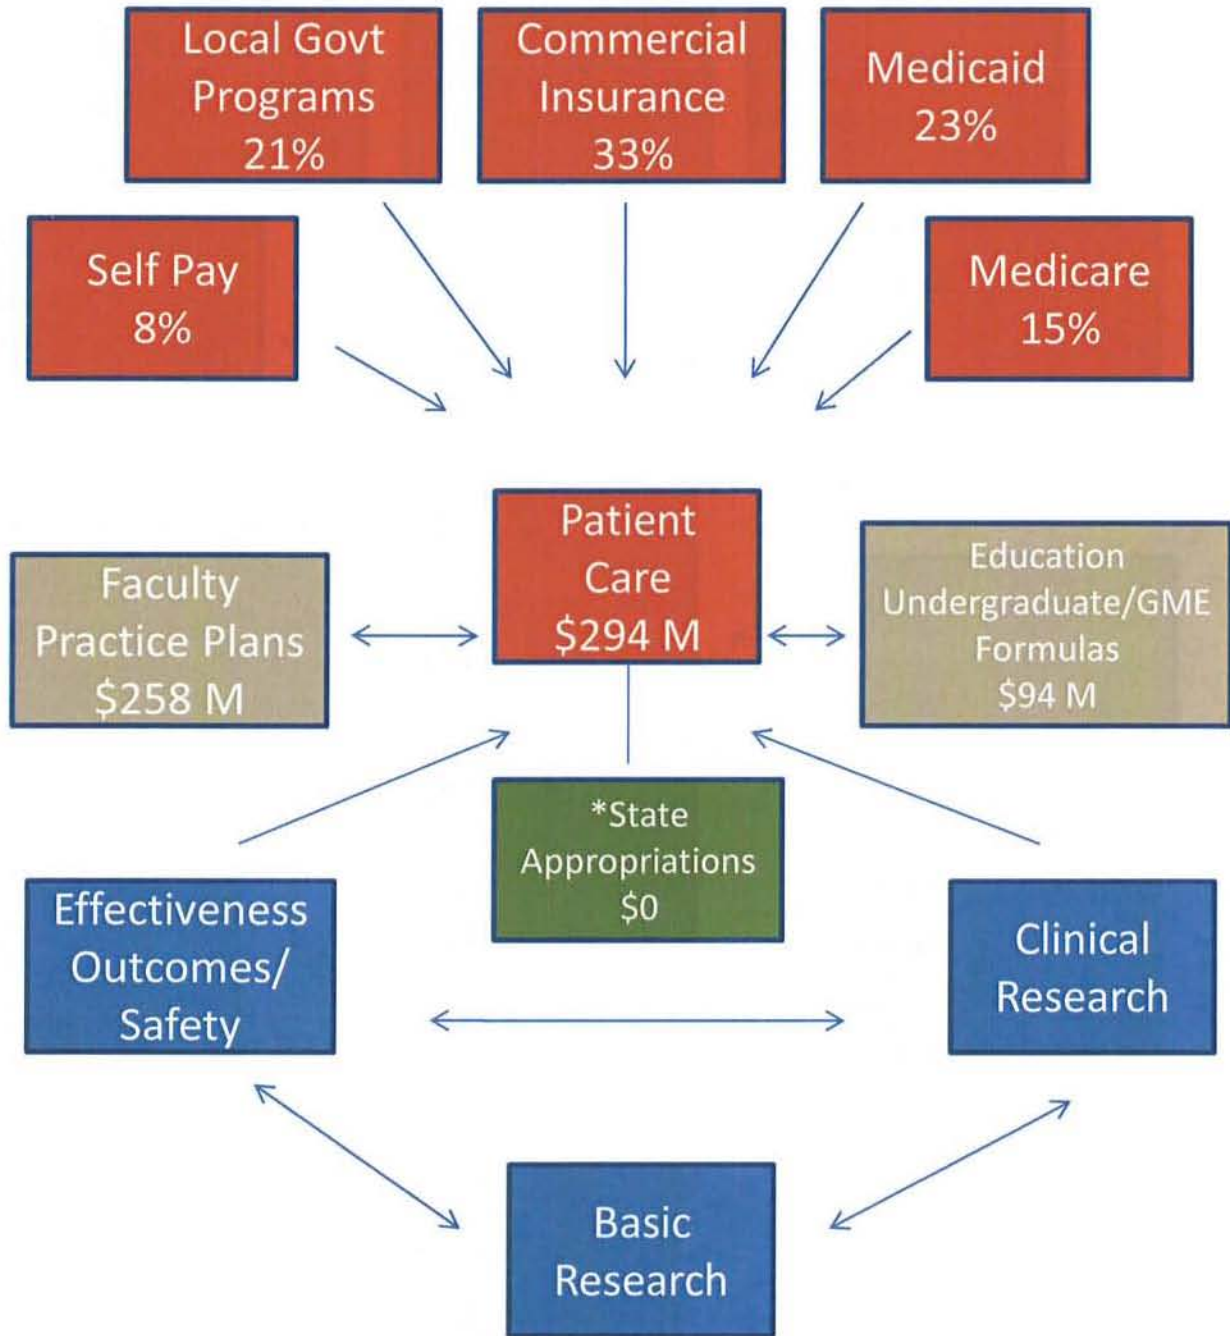 Local Govt
Programs
21%
Commercial
Insurance
33%
Medicaid
23%
Self Pay
8%
Medicare
15%
Patient
Care
$294 M
Faculty
Practice Plans
$258 M
Education
Undergraduate/GME
Formulas
$94 M
*State
Appropriations
$0
Effectiveness
Outcomes/
Safety
Clinical
Research
Basic
Research